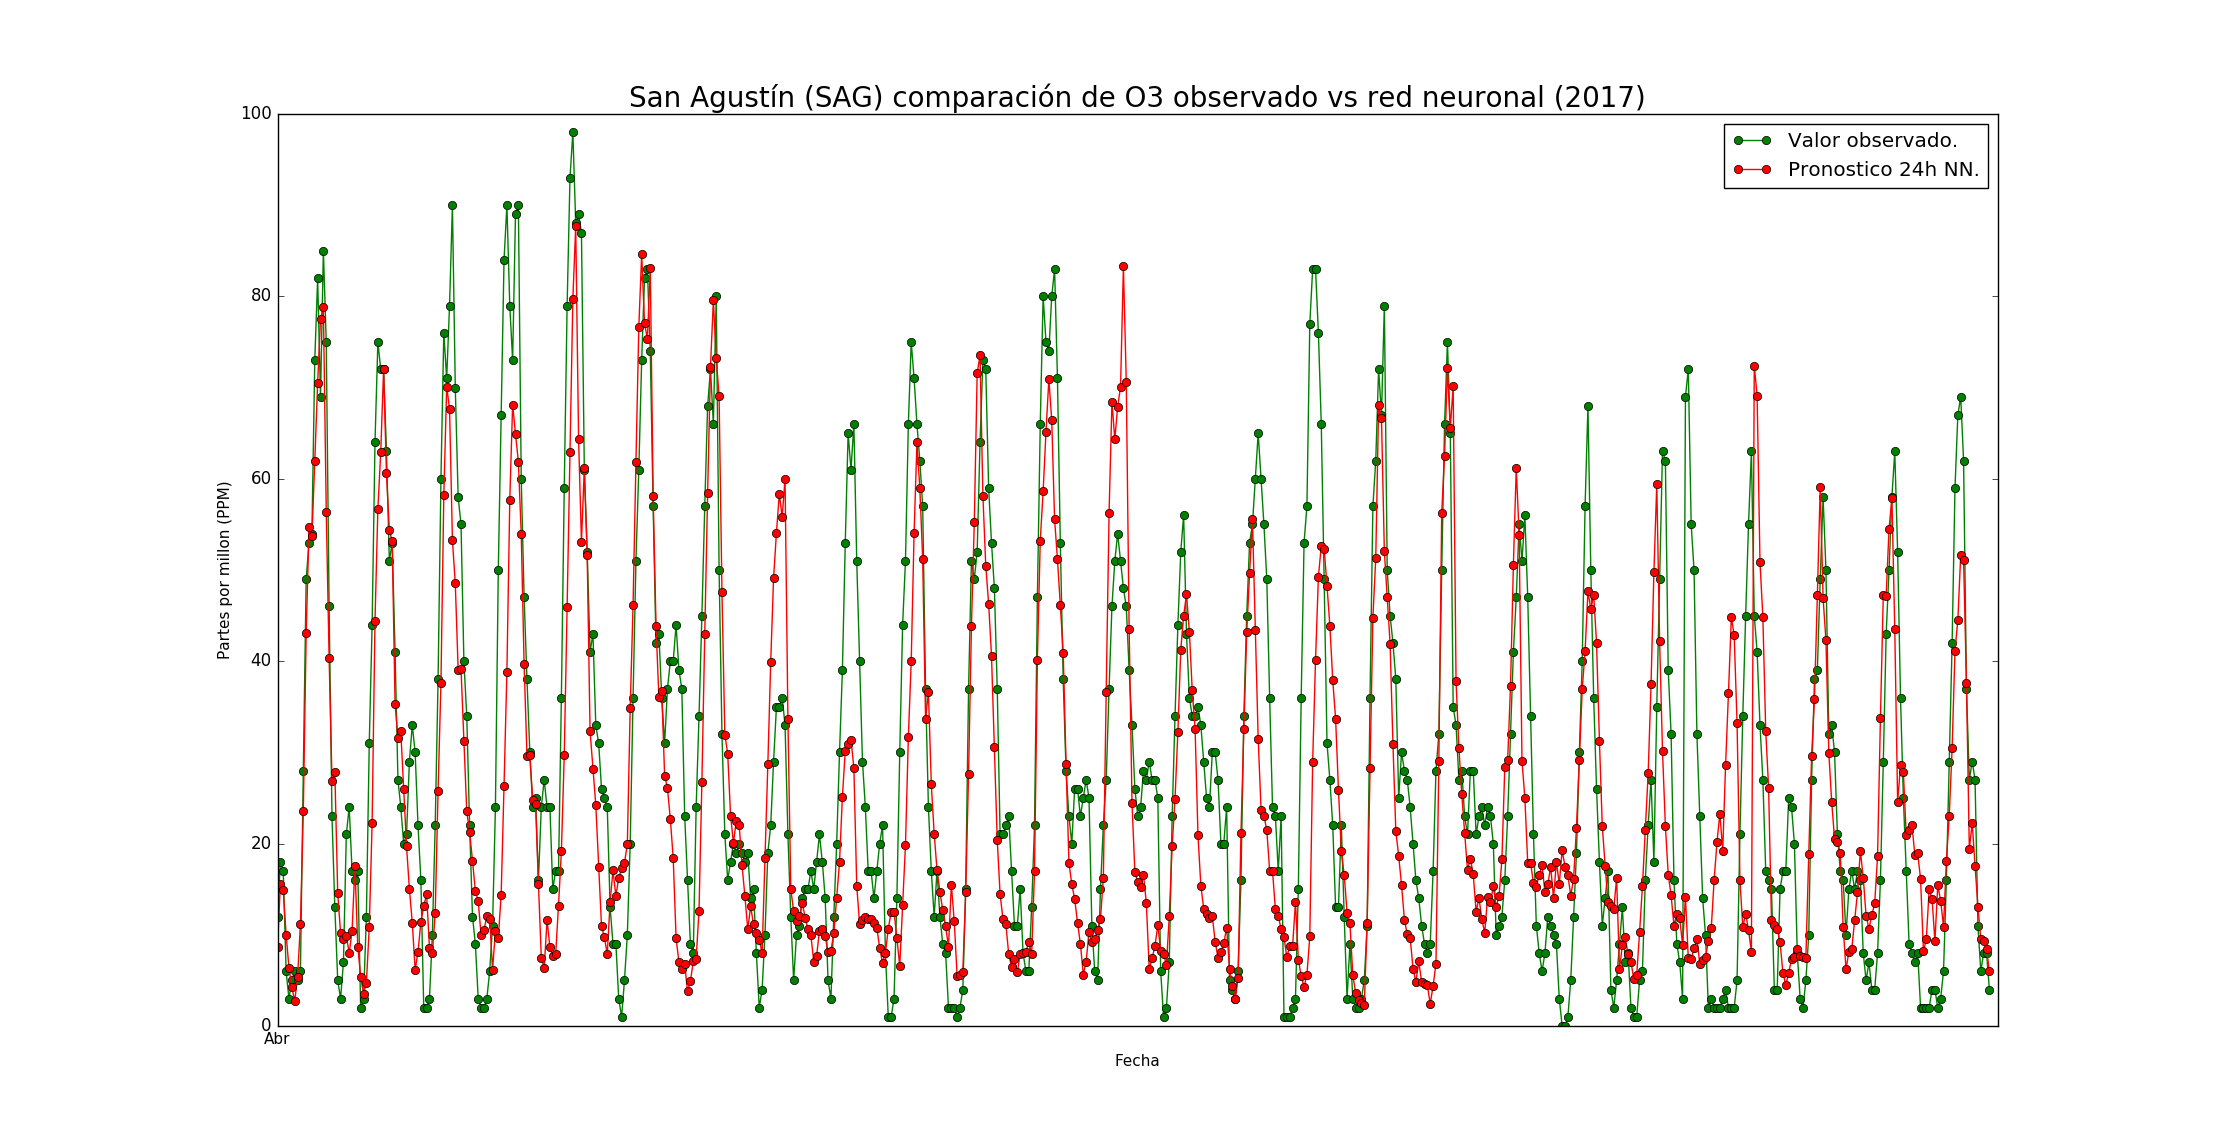 San Agustín (SAG) comparación de O3 observado vs red neuronal (2017)
100
80
60
40
20
0
Partes por millon (PPM)
Valor observado.
Pronostico 24h NN.
Abr
Fecha